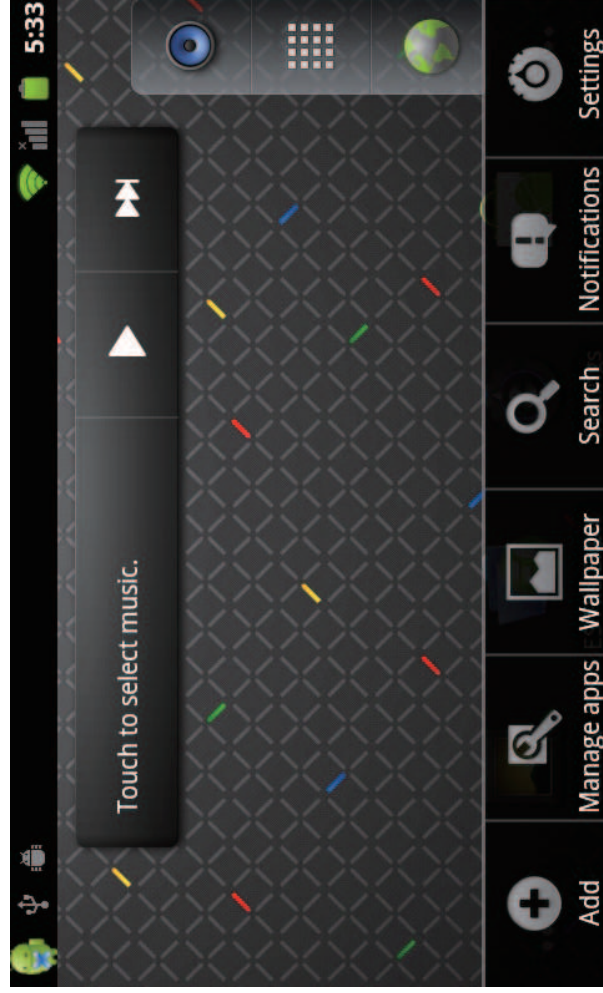 5:33
Touch to select music.
Add
Manage apps
Wallpaper
Search
Notifications
Settings